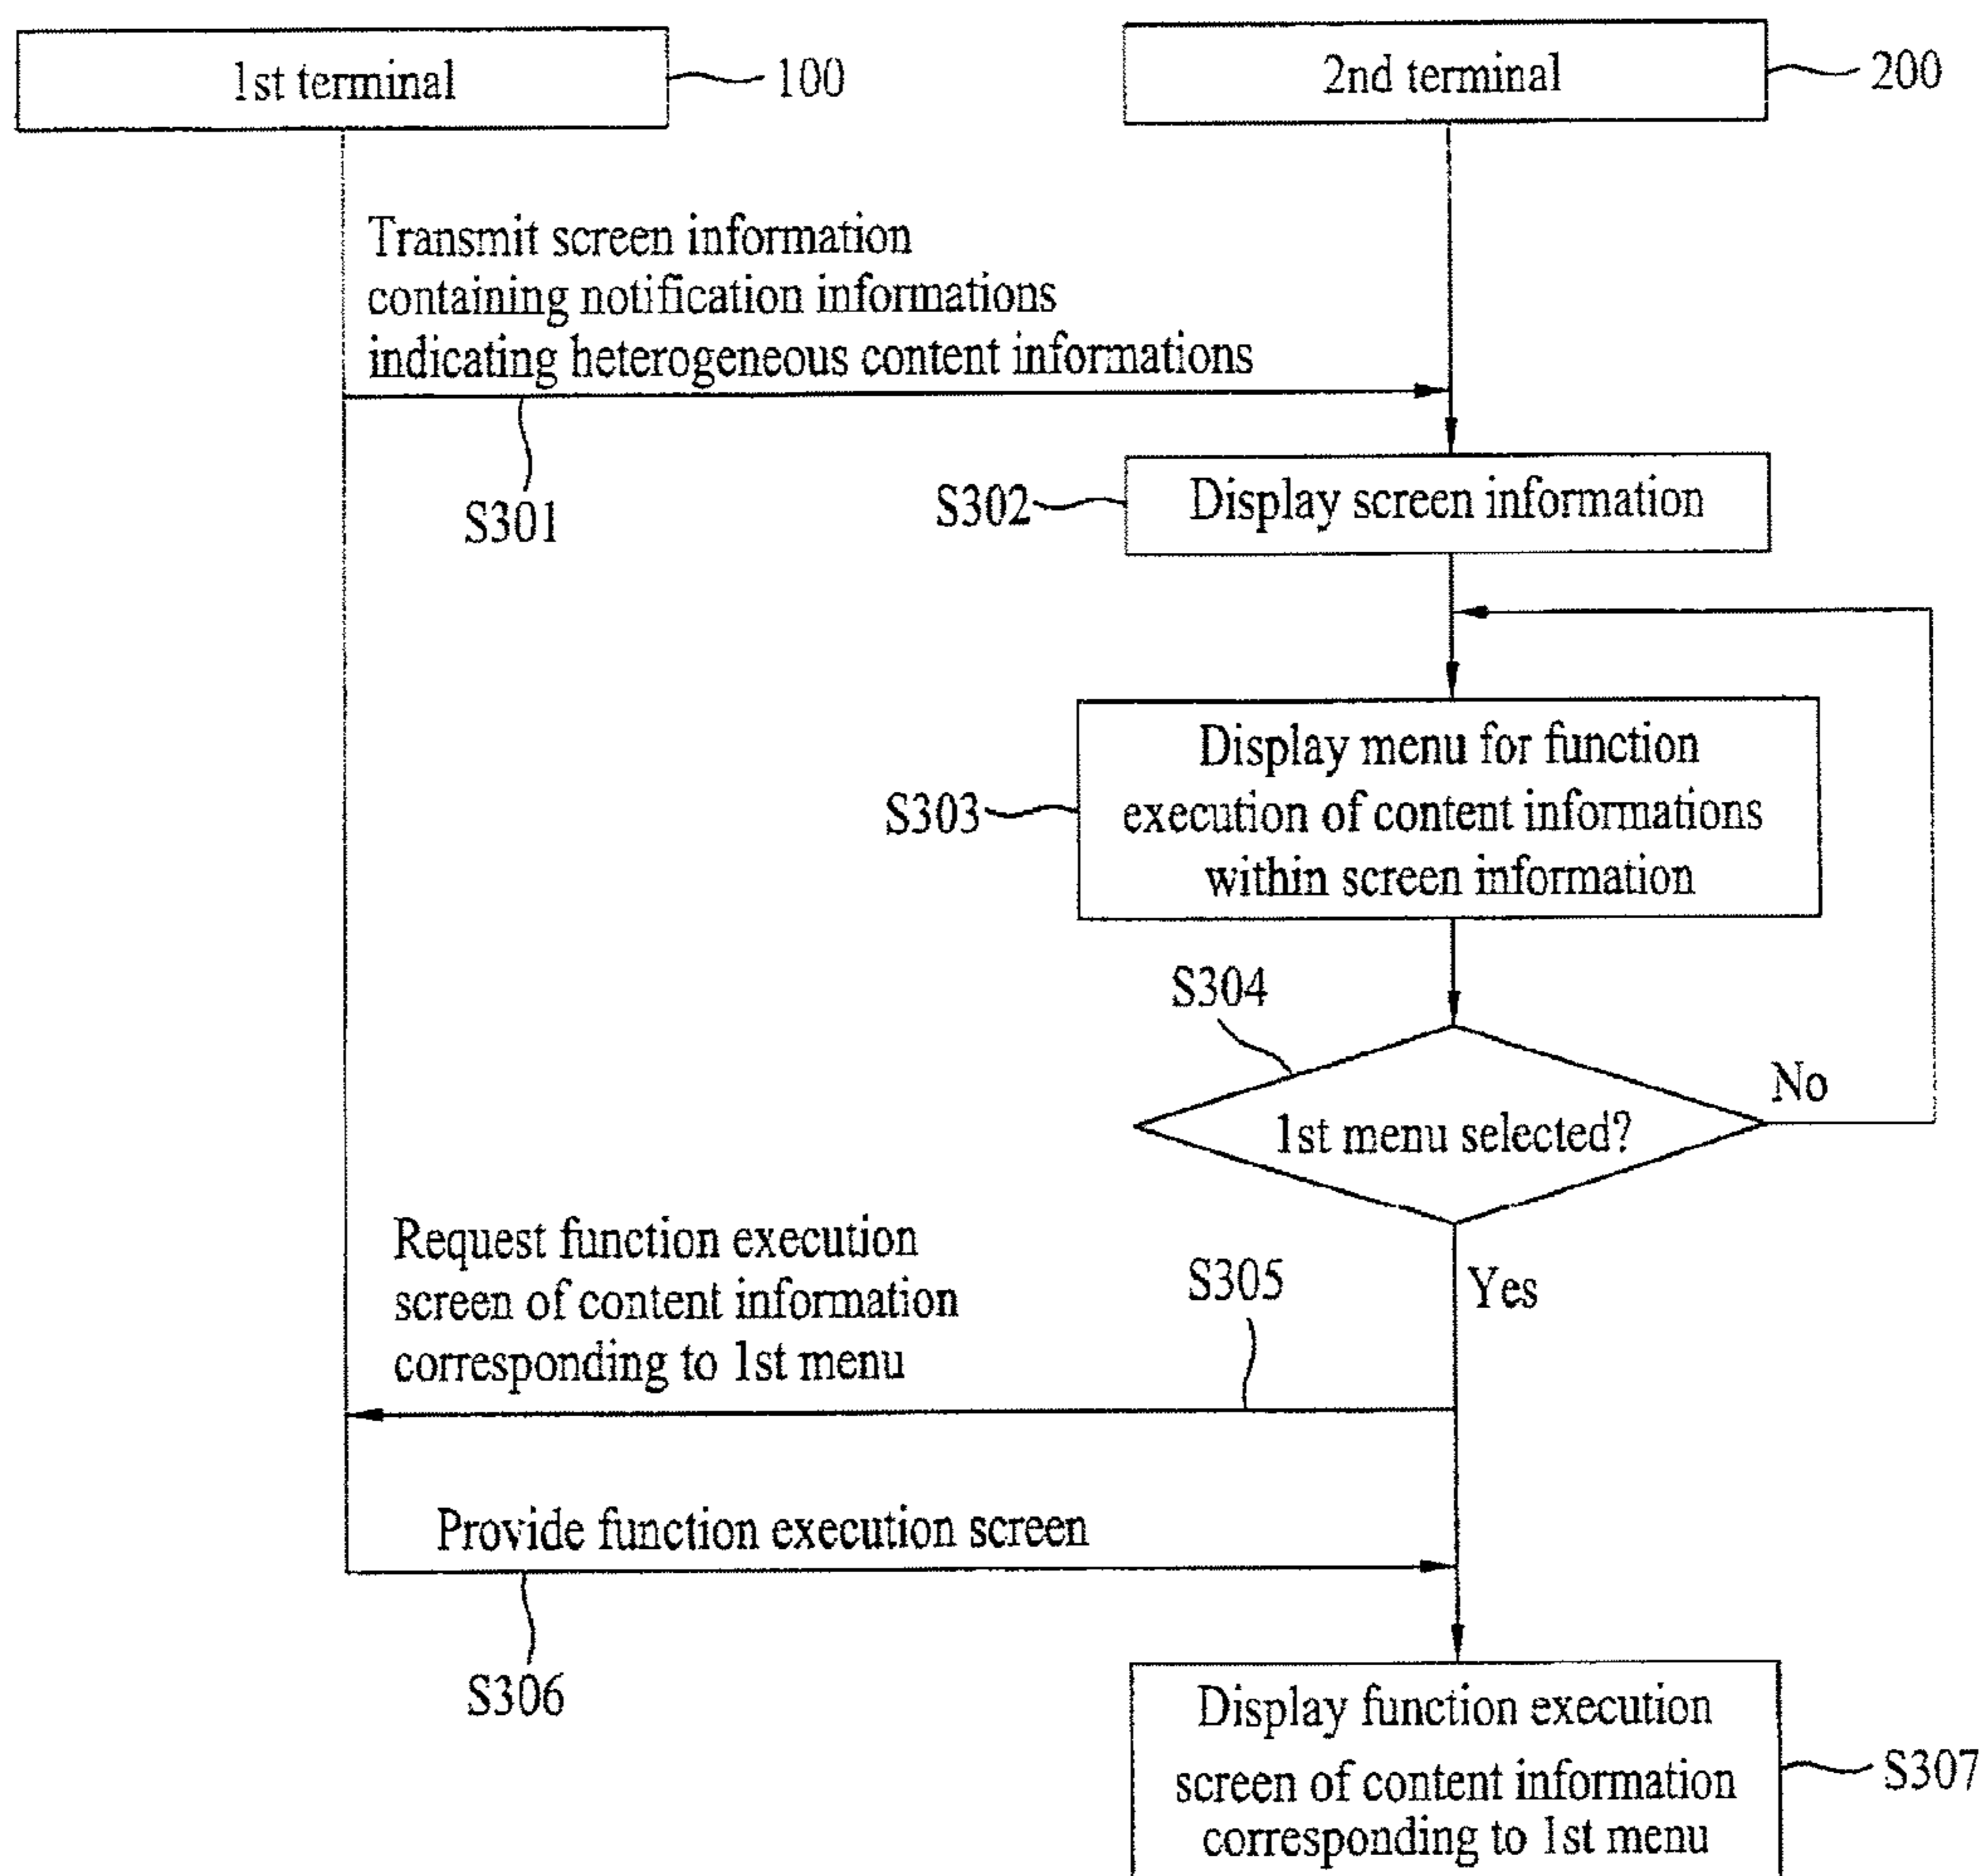 1st terminal
100
2nd terminal
200
Transmit screen information
containing notification informations
indicating heterogeneous content informations
S301
S302
Display screen information
S303
Display menu for function
execution of content informations
within screen information
S304
1st menu selected?
No
Yes
Request function execution
screen of content information
corresponding to 1st menu
S305
Provide function execution screen
S306
Display function execution
screen of content information
corresponding to 1st menu
S307